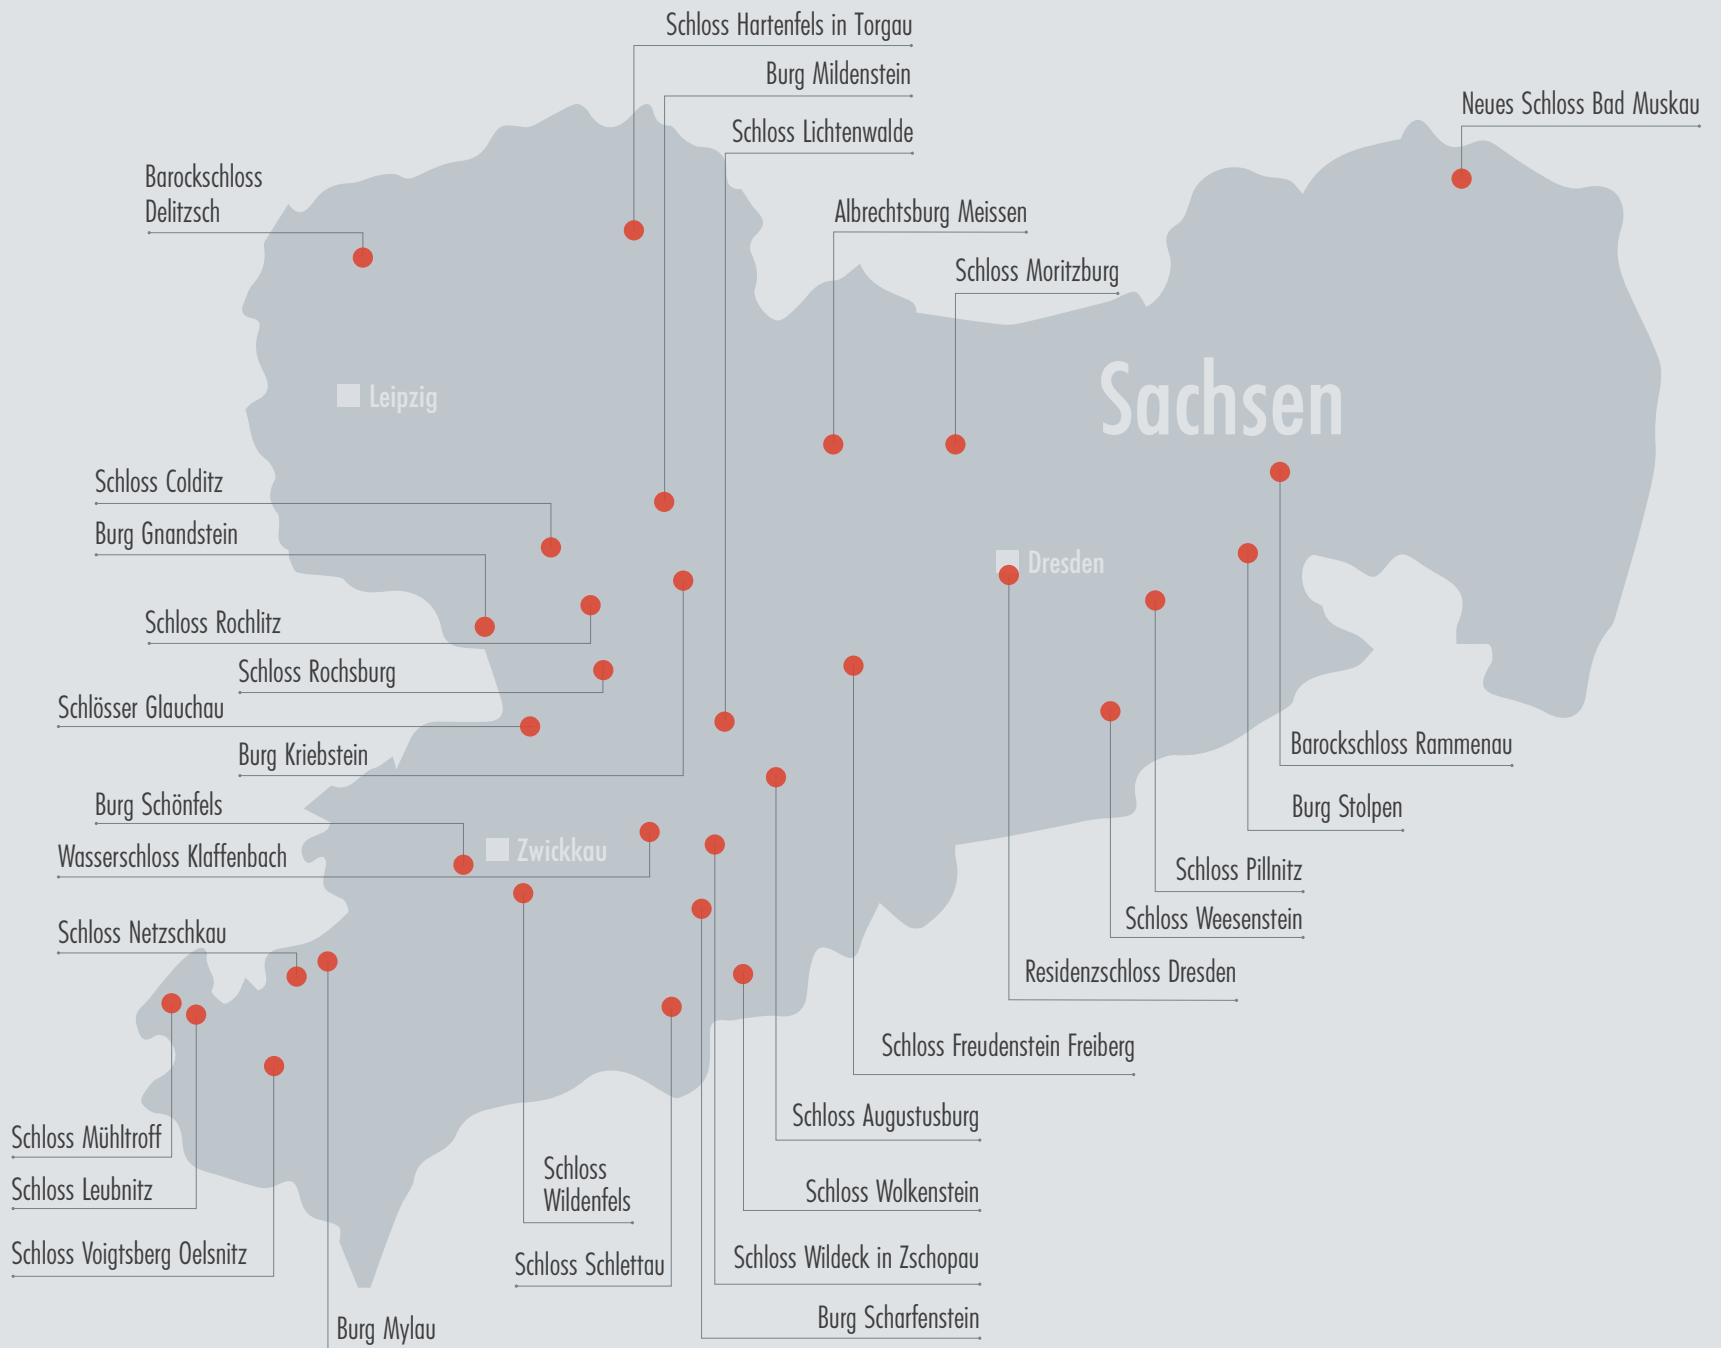 Schloss Hartenfels in Torgau
Burg Mildenstein
Neues Schloss Bad Muskau
Schloss Lichtenwalde
Barockschloss
Delitzsch
Albrechtsburg Meissen
Schloss Moritzburg
Sachsen
Leipzig
Schloss Colditz
Burg Gnandstein
Dresden
Schloss Rochlitz
Schloss Rochsburg
Schlösser Glauchau
Barockschloss Rammenau
Burg Kriebstein
Burg Schönfels
Burg Stolpen
Zwickkau
Wasserschloss Klaffenbach
Schloss Pillnitz
Schloss Weesenstein
Schloss Netzschkau
Residenzschloss Dresden
Schloss Freudenstein Freiberg
Schloss Augustusburg
Schloss Mühltroff
Schloss
Wildenfels
Schloss Leubnitz
Schloss Wolkenstein
Schloss Voigtsberg Oelsnitz
Schloss Wildeck in Zschopau
Schloss Schlettau
Burg Scharfenstein
Burg Mylau